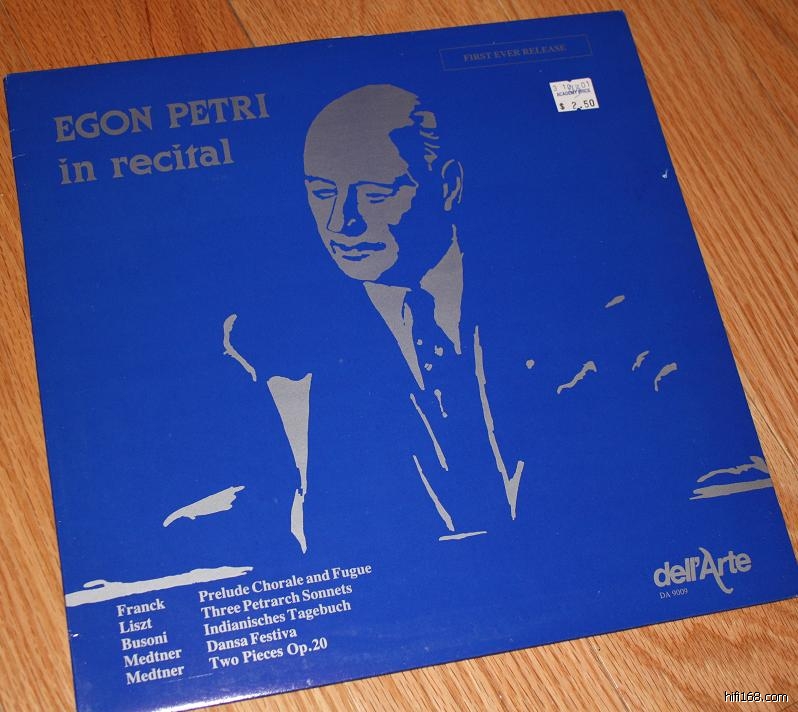 FIRST EVER RELEASE
EGON PETRI
in recital
ACADEMY PRICE
$ 2.50
Franck Prelude Chorale and Fugue
Liszt Three Petrarch Sonnets
Busoni Indianisches Tagebuch
Medtner Dansa Festiva
Medtner Two Pieces Op.20
dell'Arte
DA 9009
hifi168.com